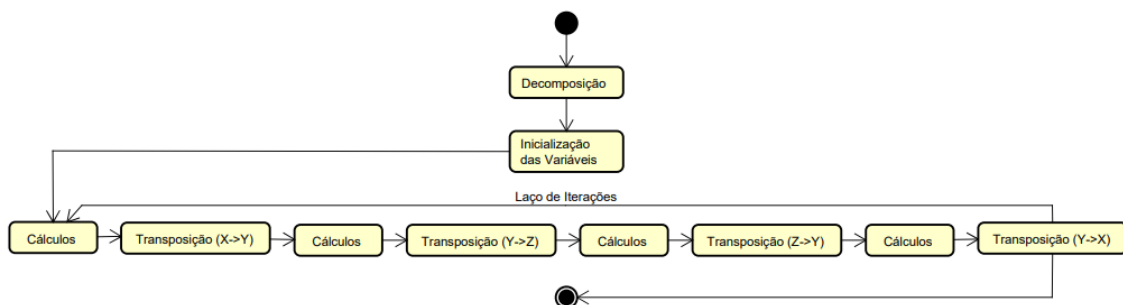 Decomposição
Inicialização
das Variáveis
Laço de Iterações
Cálculos
Transposição (X->Y)
Cálculos
Transposição (Y->Z)
Cálculos
Transposição (Z->Y)
Cálculos
Transposição (Y->X)